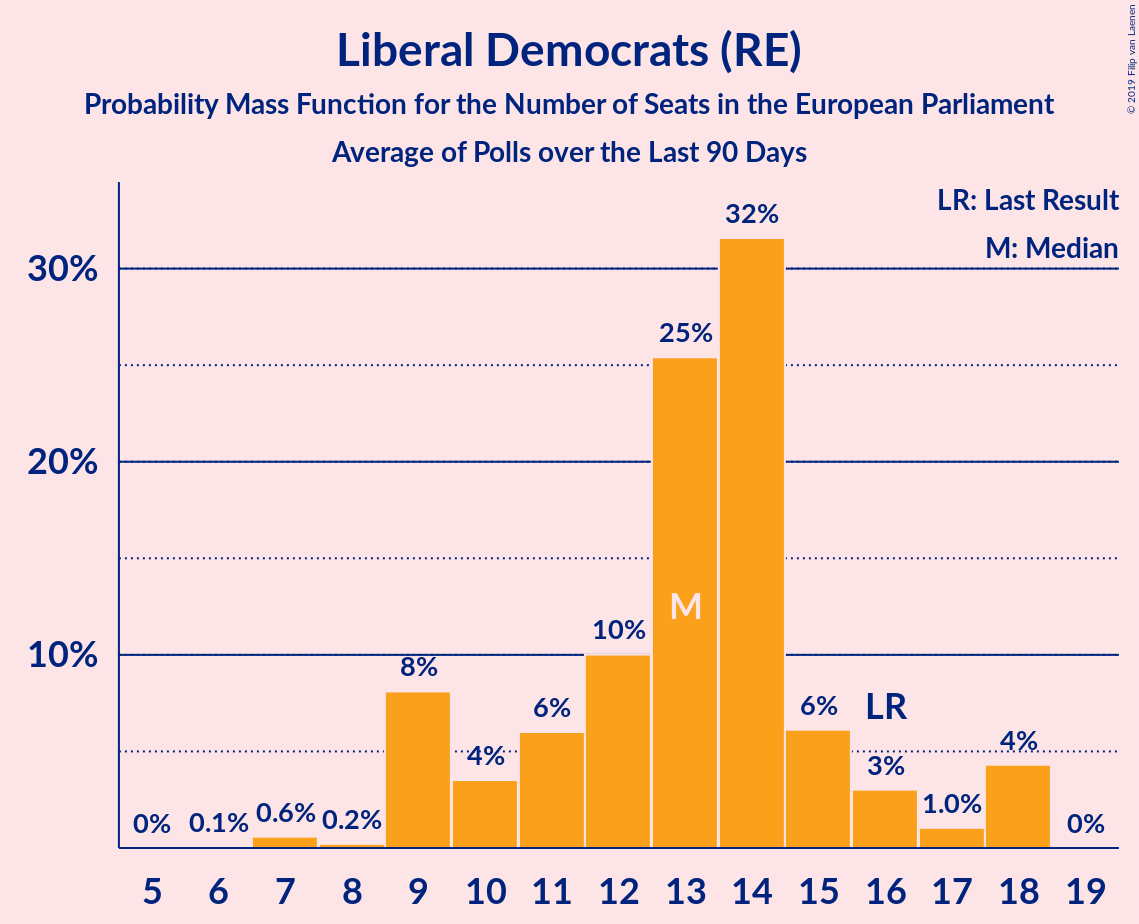 Liberal Democrats (RE)
Probability Mass Function for the Number of Seats in the European Parliament
Average of Polls over the Last 90 Days
© 2019 Filip van Laenen
LR: Last Result
M: Median
30%
20%
10%
0%
0.1%
0.6%
0.2%
8%
4%
6%
10%
25%
M
32%
6%
LR
3%
1.0%
4%
0%
5 6 7 8 9 10 11 12 13 14 15 16 17 18 19